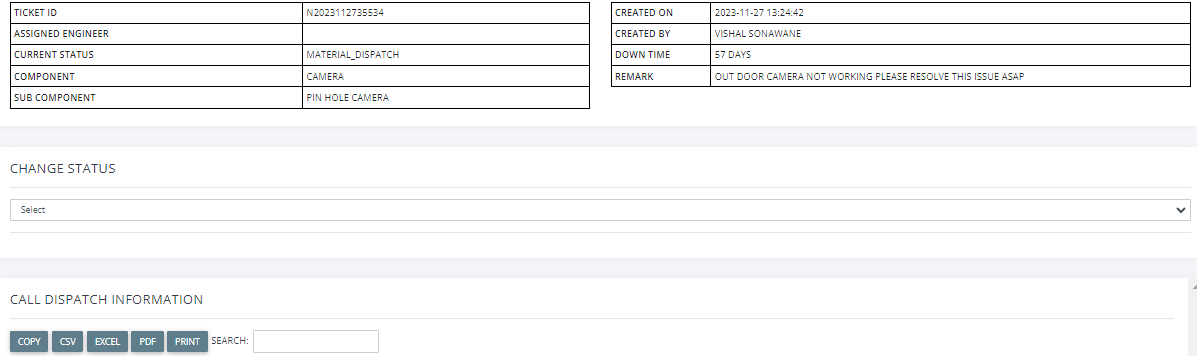 TICKET ID N2023112735534
ASSIGNED ENGINEER
CURRENT STATUS MATERIAL_DISPATCH
COMPONENT CAMERA
SUB COMPONENT PIN HOLE CAMERA
CREATED ON 2023-11-27 13:24:42
CREATED BY VISHAL SONAWANE
DOWN TIME 57 DAYS
REMARK OUT DOOR CAMERA NOT WORKING PLEASE RESOLVE THIS ISSUE ASAP
CHANGE STATUS
Select
CALL DISPATCH INFORMATION
COPY CSV EXCEL PDF PRINT SEARCH: